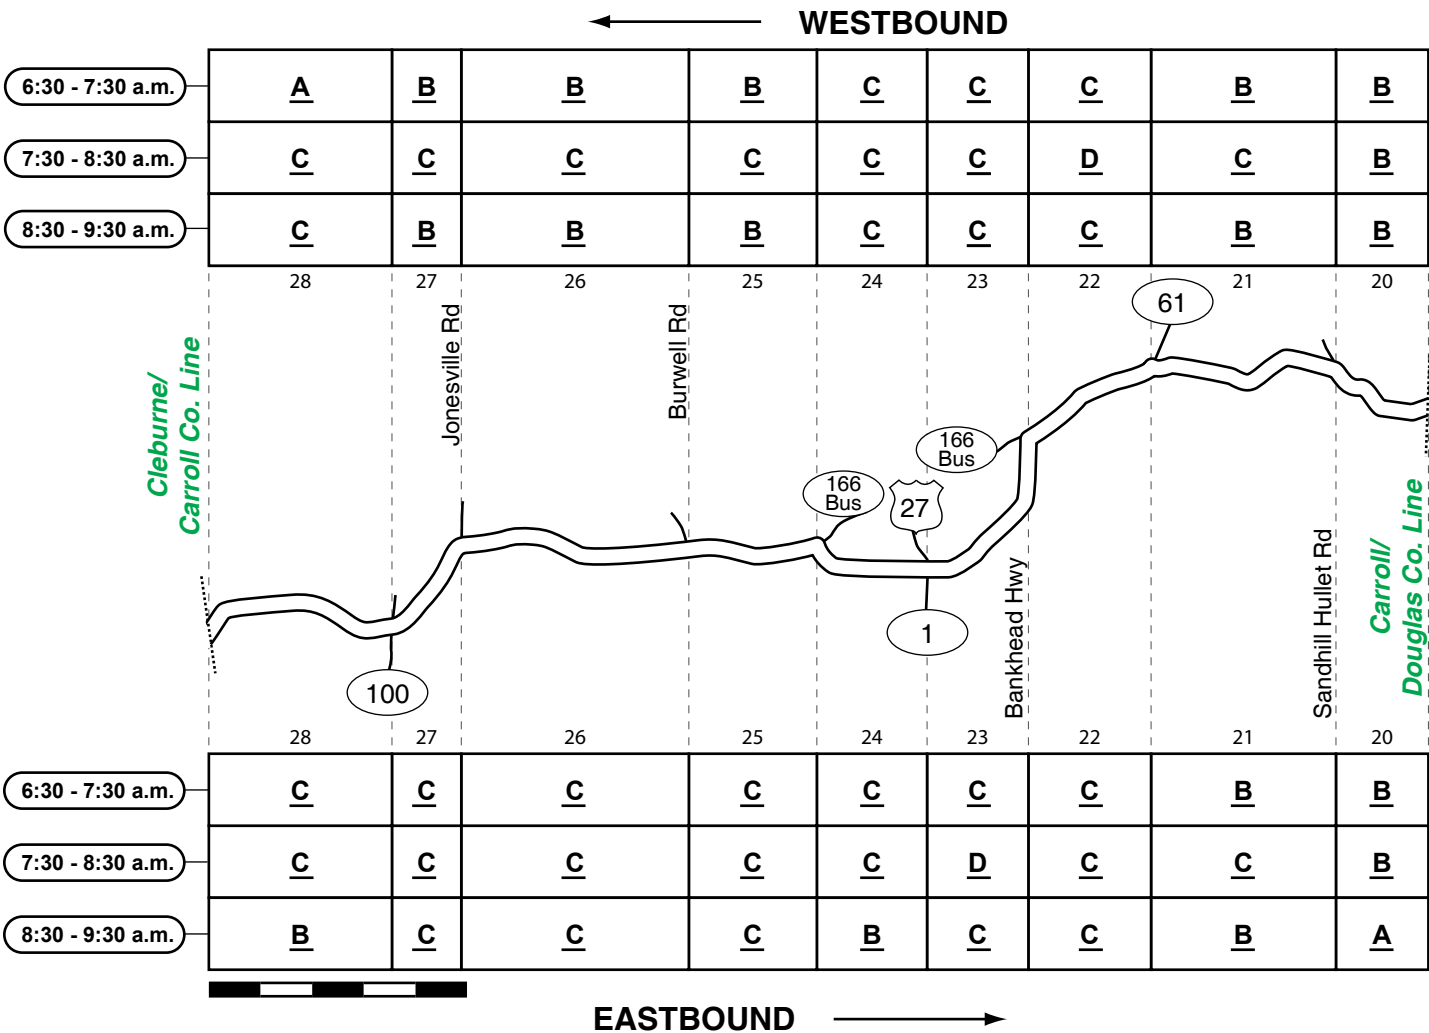 WESTBOUND
6:30 - 7:30 a.m. A B B B C C C B B
7:30 - 8:30 a.m. C C C C C C D C B
8:30 - 9:30 a.m. C B B B C C C B B
28 27 26 25 24 23 22 21 20
61
Cleburne/
Carroll Co. Line
Jonesville Rd
Burwell Rd
166
Bus
166
Bus
27
1
100
Bankhead Hwy
Sandhill Hullet Rd
Carroll/
Douglas Co. Line
28 27 26 25 24 23 22 21 20
6:30 - 7:30 a.m. C C C C C C C B B
7:30 - 8:30 a.m. C C C C C D C C B
8:30 - 9:30 a.m. B C C C B C C B A
EASTBOUND